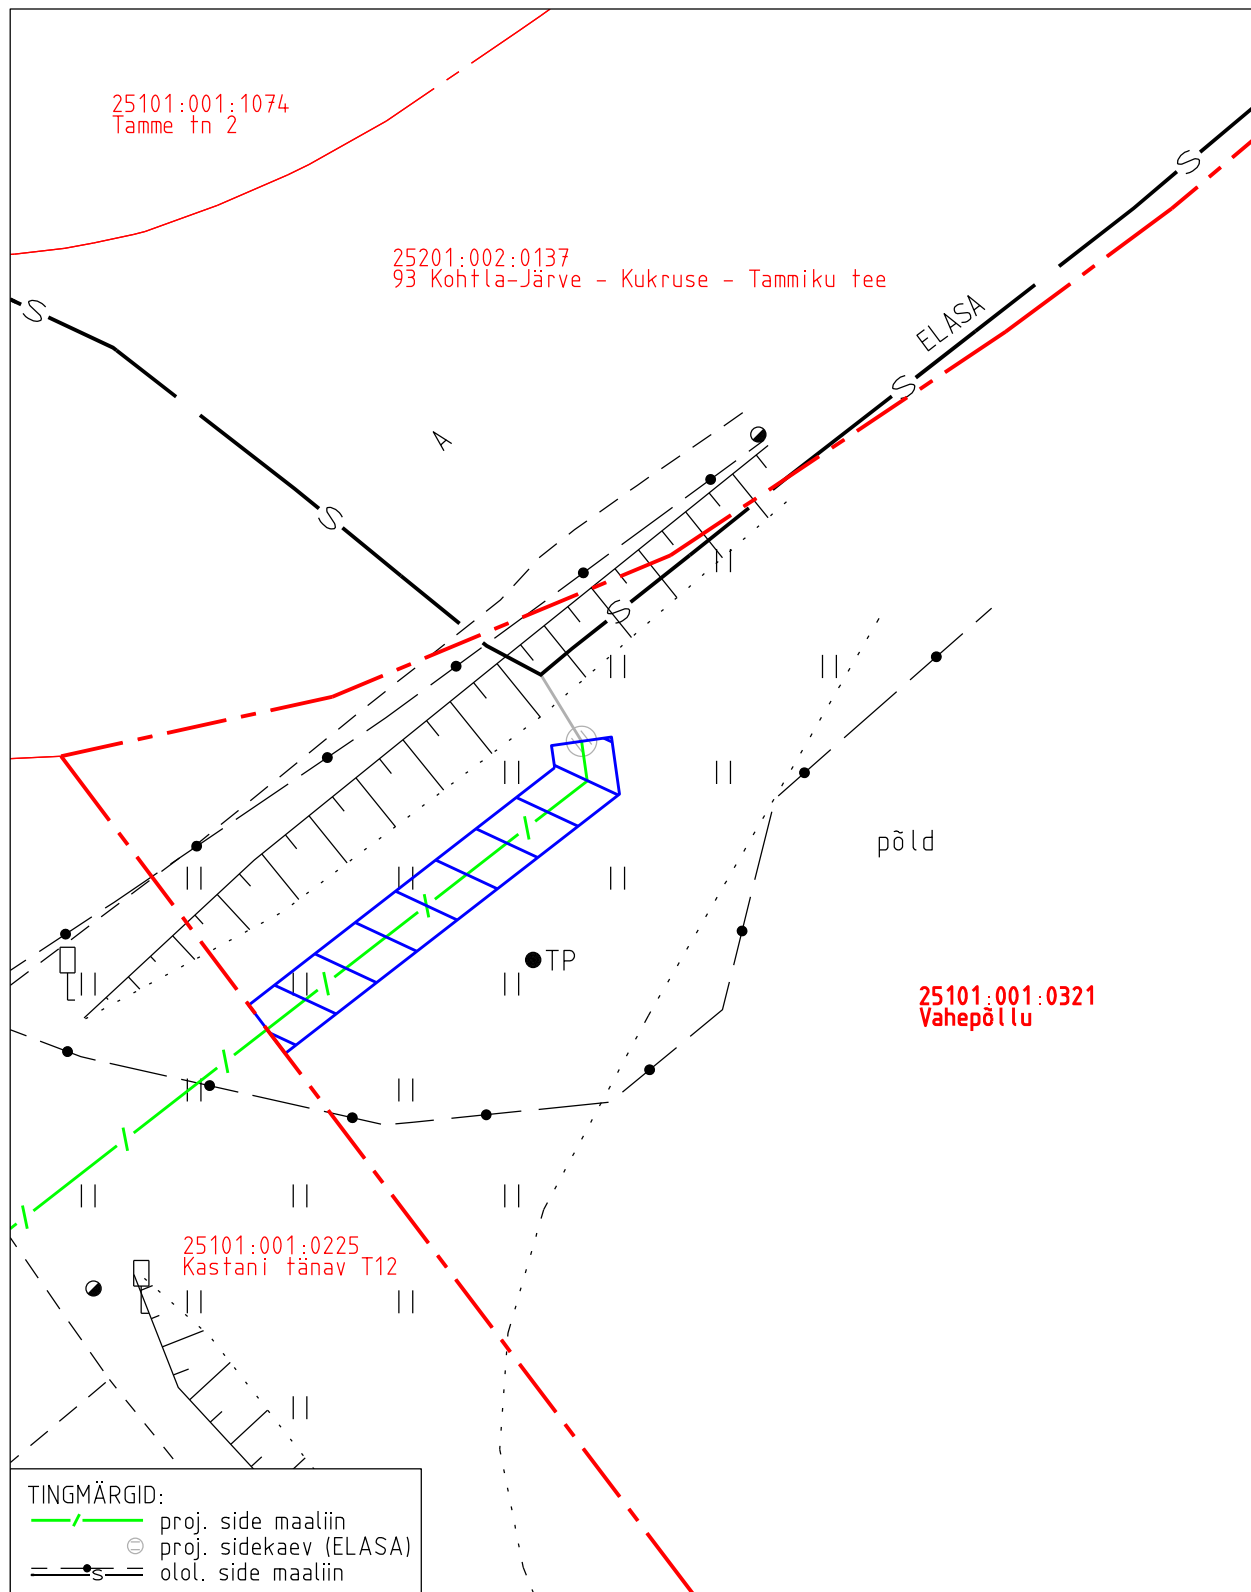 25101:001:1074
Tamme tn 2
S
25201:002:0137
93 Kohtla-Järve - Kukruse - Tammiku tee
S
ELASA
S
A
S
S
põld
TP
25101:001:0321
Vahepõllu
25101:001:0225
Kastani tänav T12
TINGMÄRGID:
proj. side maaliin
proj. sidekaev (ELASA)
S
olol. side maaliin